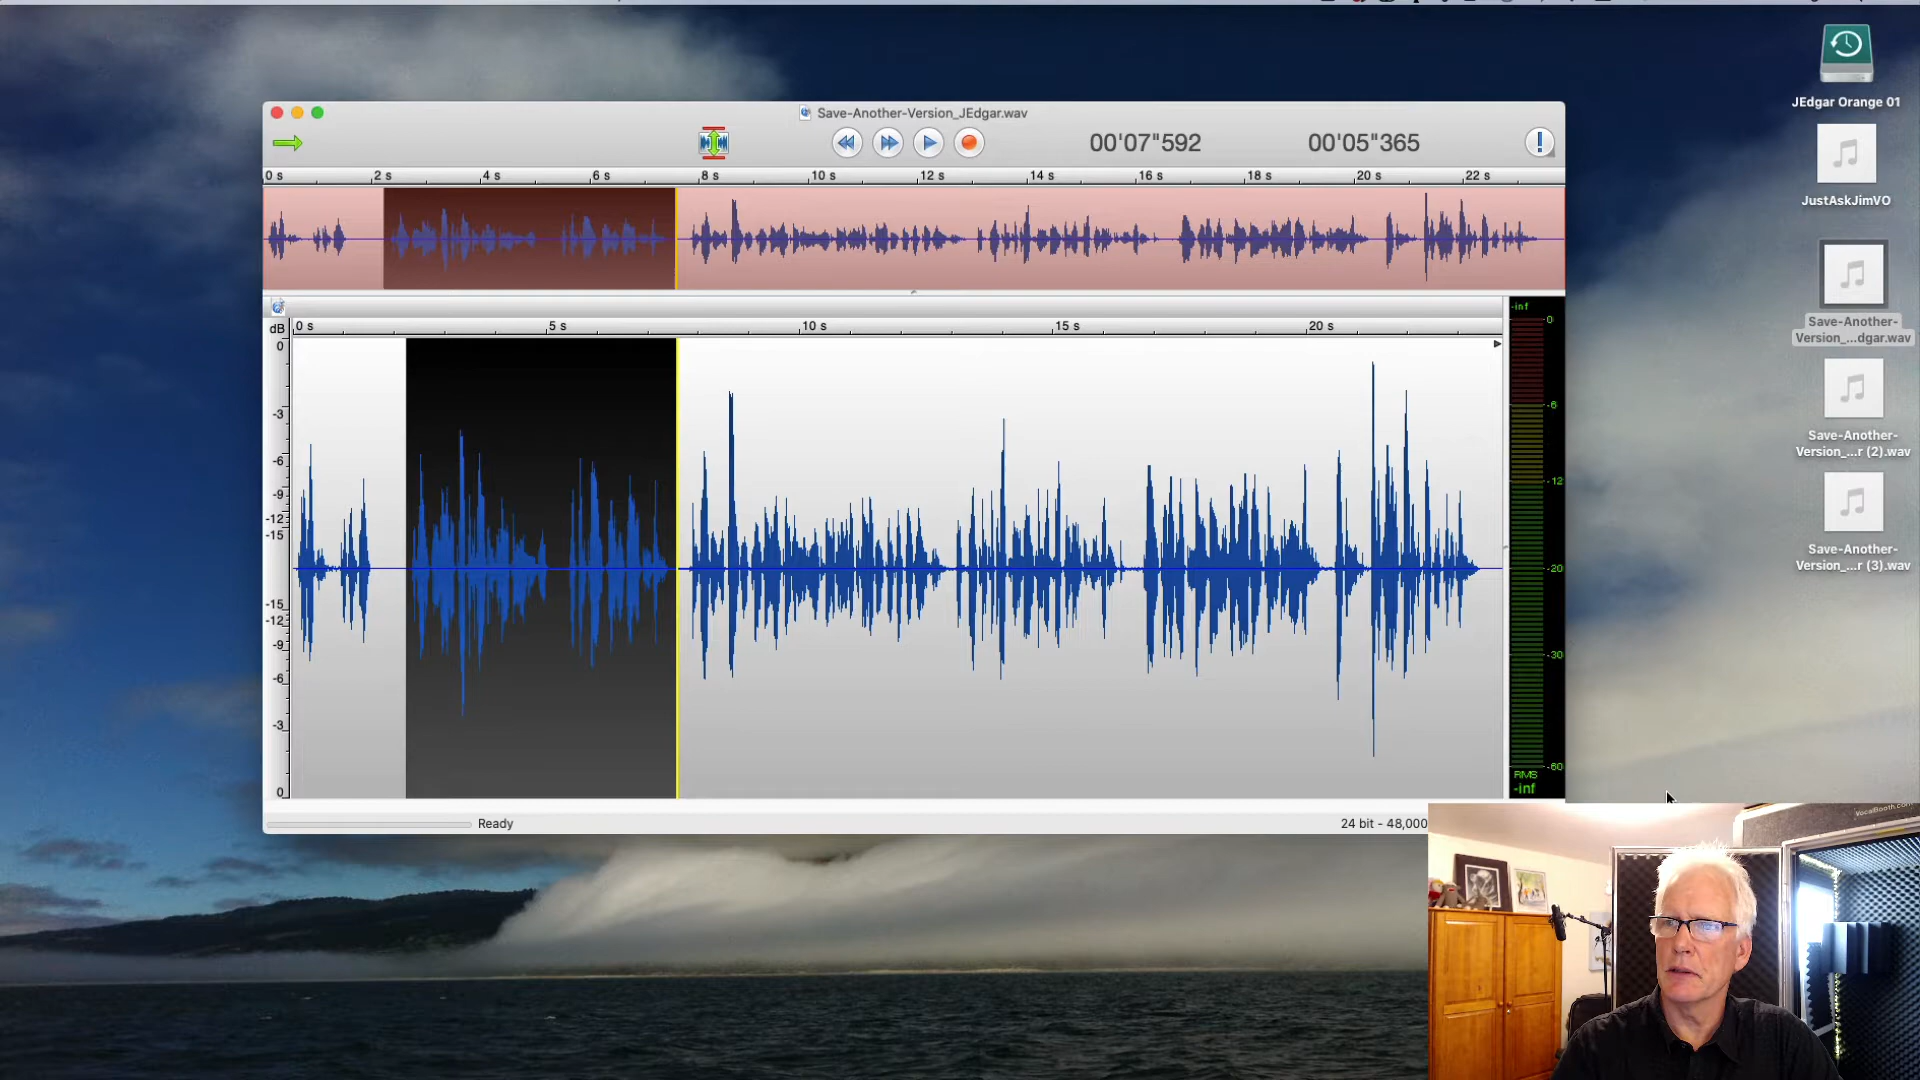 Save-Another-Version_JEdgar.wav
00'07"592
00'05"365
!
0 s
2 s
4 s
6 s
8 s
10 s
12 s
14 s
16 s
18 s
20 s
22 s
dB
0 s
5 s
10 s
15 s
20 s
0
-3
-6
-9
-12
-15
-15
-12
-9
-6
-3
0
-inf
0
-6
-12
-20
-30
-60
RMS
-inf
Ready
24 bit - 48,000
JEdgar Orange 01
JustAskJimVO
Save-Another-
Version_...dgar.wav
Save-Another-
Version_...r (2).wav
Save-Another-
Version_...r (3).wav
VocalBooth.com